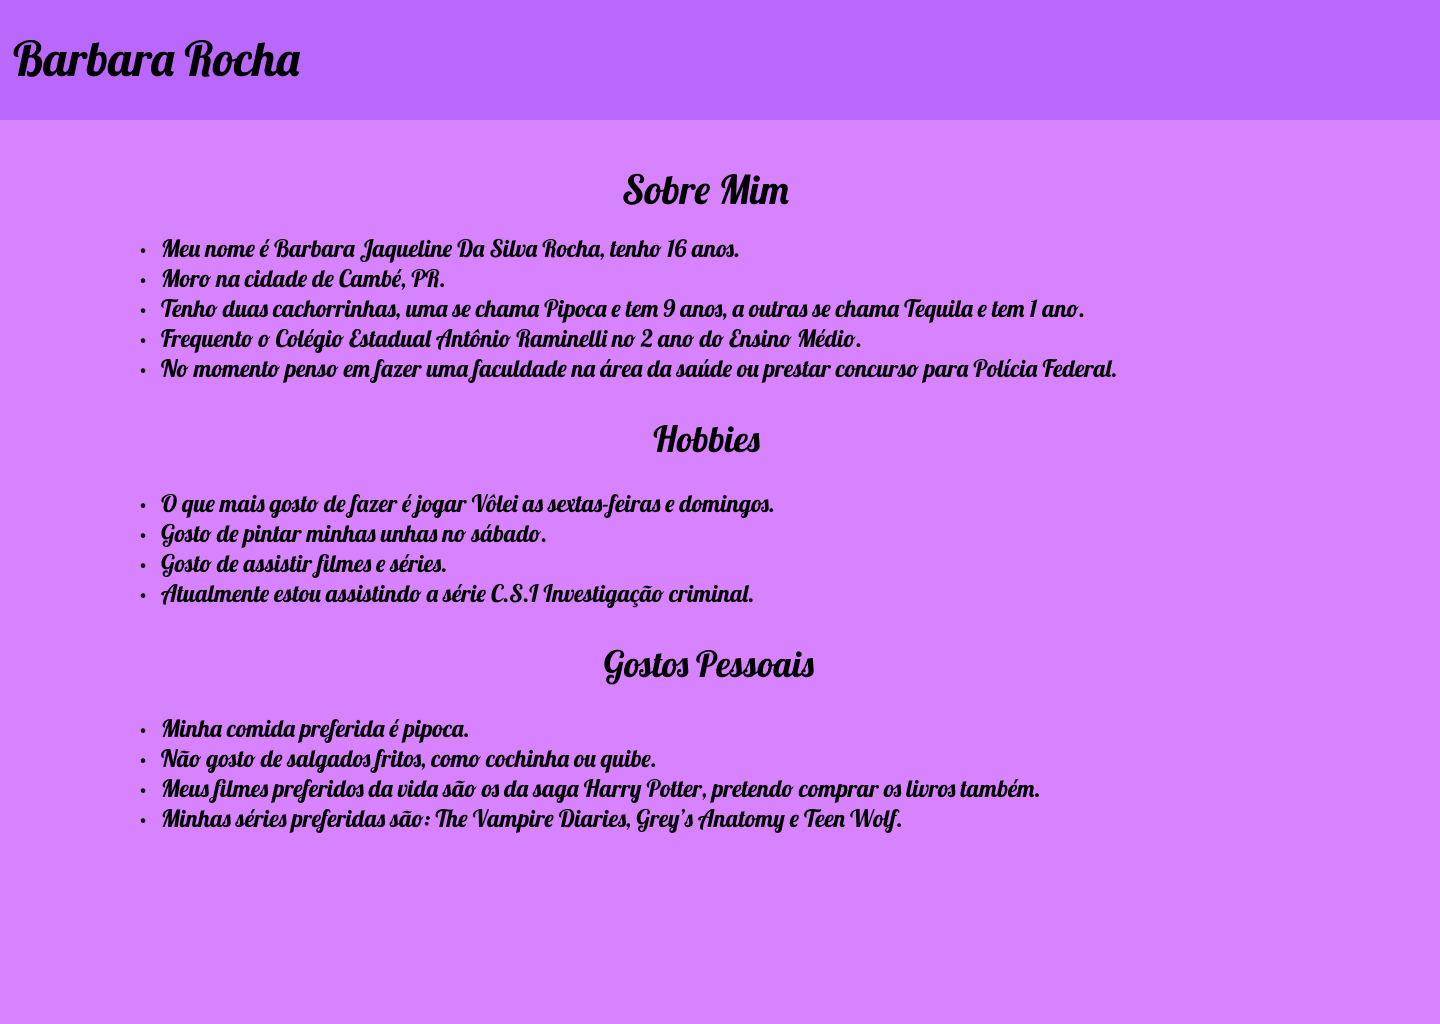 Barbara Rocha
Sobre Mim
• Meu nome é Barbara Jaqueline Da Silva Rocha, tenho 16 anos.
• Moro na cidade de Cambé, PR.
• Tenho duas cachorrinhas, uma se chama Pipoca e tem 9 anos, a outras se chama Tequila e tem 1 ano.
• Frequento o Colégio Estadual Antônio Raminelli no 2 ano do Ensino Médio.
• No momento penso em fazer uma faculdade na área da saúde ou prestar concurso para Polícia Federal.
Hobbies
• O que mais gosto de fazer é jogar Vôlei as sextas-feiras e domingos.
• Gosto de pintar minhas unhas no sábado.
• Gosto de assistir filmes e séries.
• Atualmente estou assistindo a série C.S.I Investigação criminal.
Gostos Pessoais
• Minha comida preferida é pipoca.
• Não gosto de salgados fritos, como cochinha ou quibe.
• Meus filmes preferidos da vida são os da saga Harry Potter, pretendo comprar os livros também.
• Minhas séries preferidas são: The Vampire Diaries, Grey’s Anatomy e Teen Wolf.